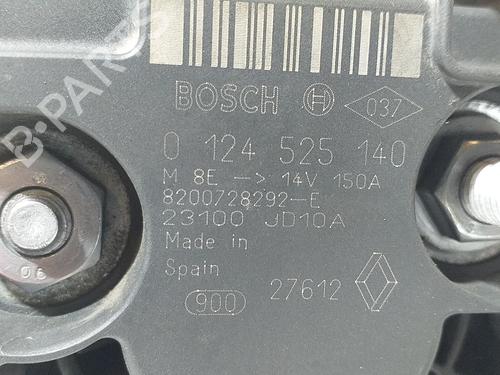 B-PARTS
BOSCH 037
0 124 525 140
M 8E -> 14V 150A
8200728292-E
23100 JD10A
Made in
Spain
900 27612
06